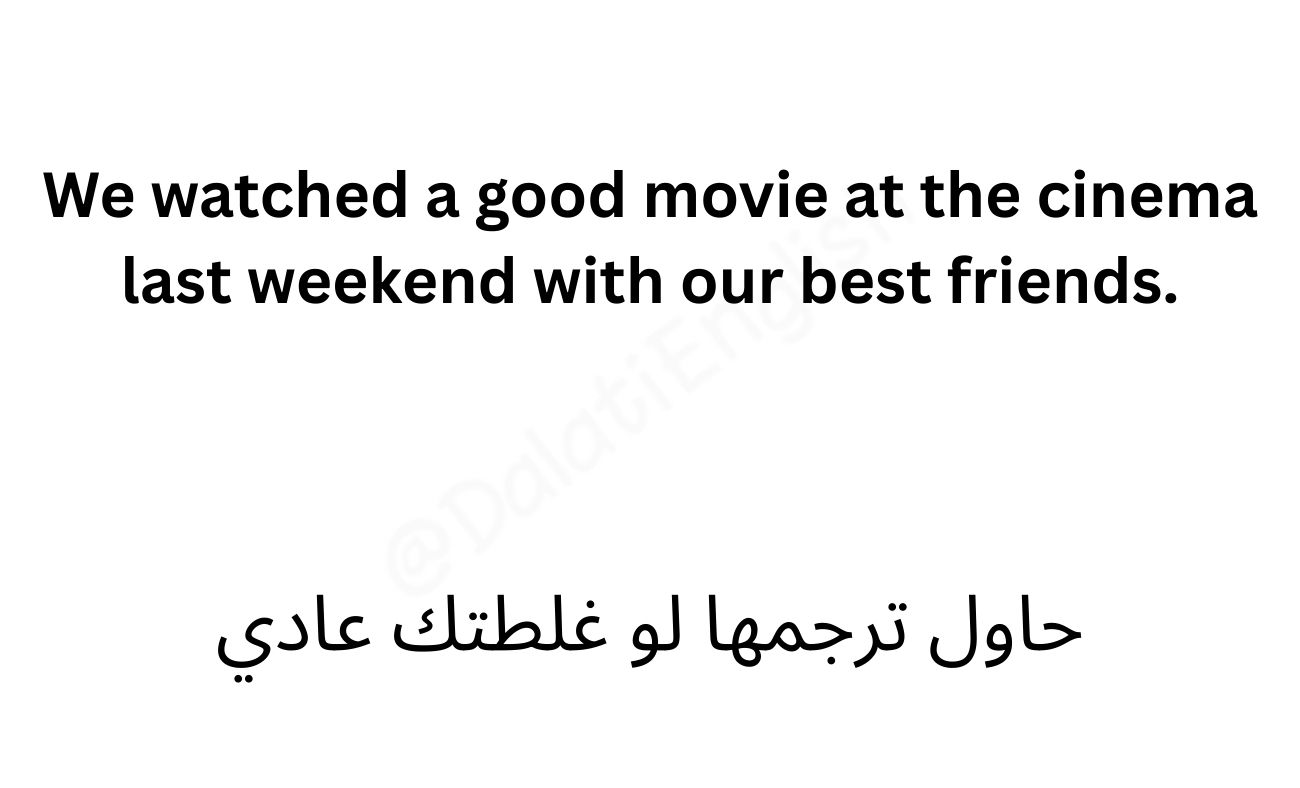 We watched a good movie at the cinema
last weekend with our best friends.
@DalatiEnglish
حاول ترجمها لو غلطتك عادي